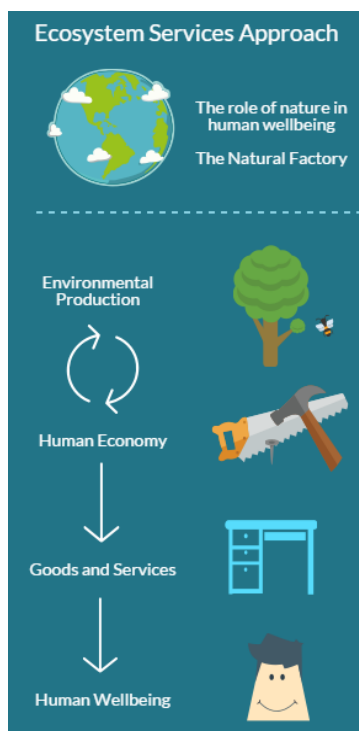 Ecosystem Services Approach
The role of nature in
human wellbeing
The Natural Factory
Environmental
Production
Human Economy
Goods and Services
Human Wellbeing